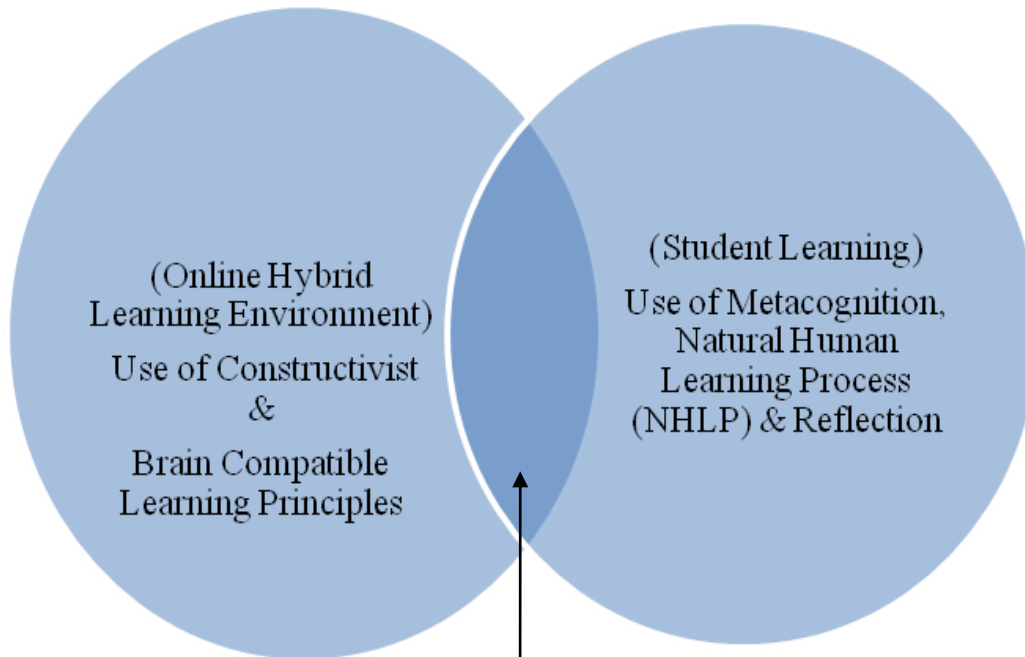 (Online Hybrid
Learning Environment)
Use of Constructivist
&
Brain Compatible
Learning Principles
(Student Learning)
Use of Metacognition,
Natural Human
Learning Process
(NHLP) & Reflection